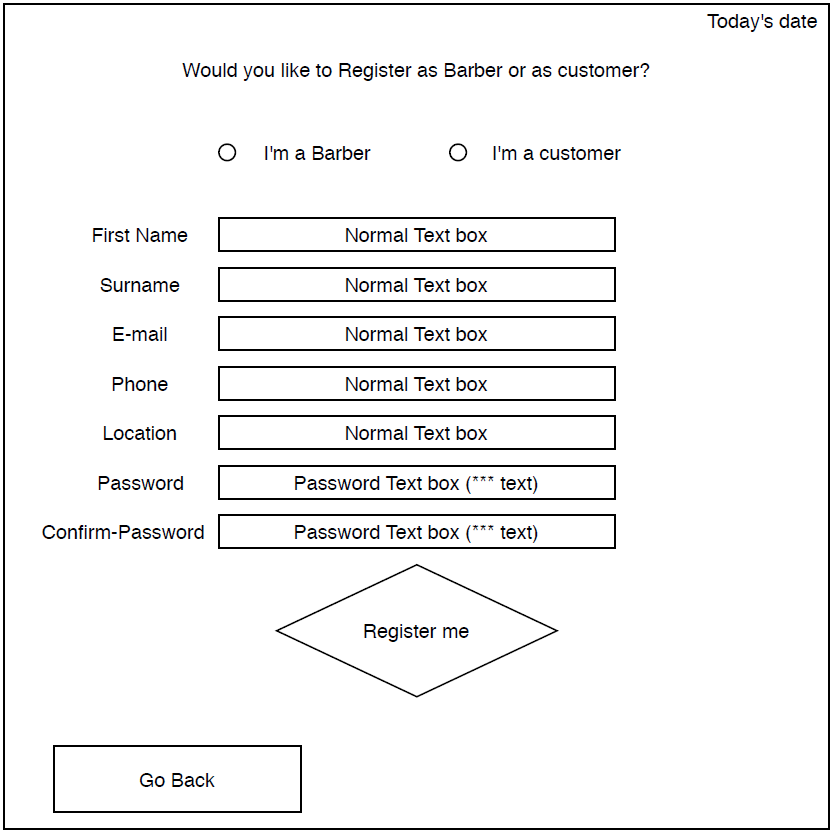 Today's date
Would you like to Register as Barber or as customer?
I'm a Barber I'm a customer
First Name Normal Text box
Surname Normal Text box
E-mail Normal Text box
Phone Normal Text box
Location Normal Text box
Password Password Text box (*** text)
Confirm-Password Password Text box (*** text)
Register me
Go Back